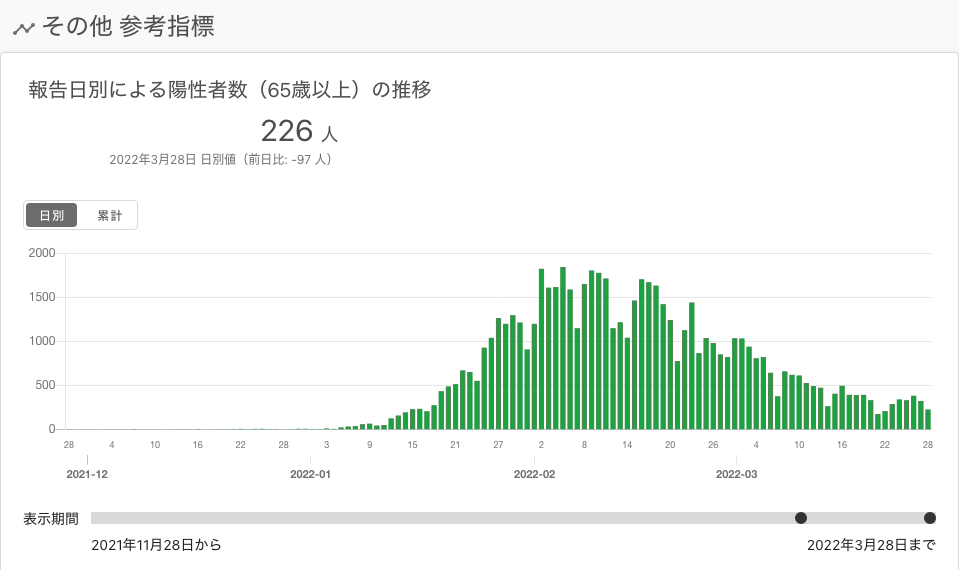 その他 参考指標
報告日別による陽性者数（65歳以上）の推移
226 人
2022年3月28日 日別値（前日比: -97 人）
日別 累計
2000
1500
1000
500
0
28 4 10 16 22 28 3 9 15 21 27 2 8 14 20 26 4 10 16 22 28
2021-12 2022-01 2022-02 2022-03
表示期間
2021年11月28日から 2022年3月28日まで